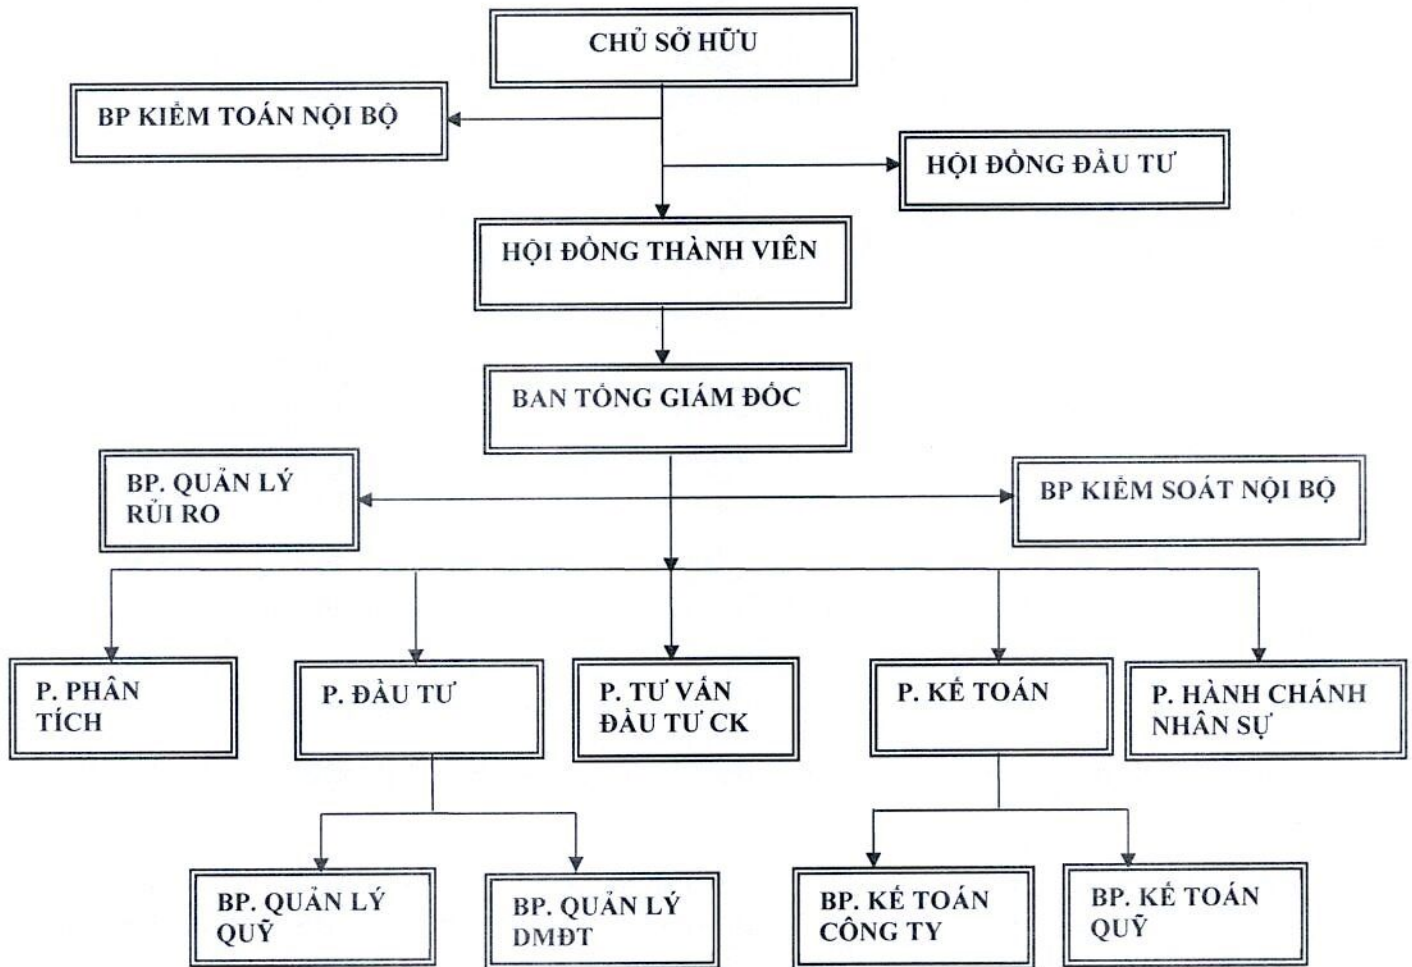 CHỦ SỞ HỮU
BP KIỂM TOÁN NỘI BỘ
HỘI ĐỒNG ĐẦU TƯ
HỘI ĐỒNG THÀNH VIÊN
BAN TỔNG GIÁM ĐỐC
BP. QUẢN LÝ
RỦI RO
BP KIỂM SOÁT NỘI BỘ
P. PHÂN
TÍCH
P. ĐẦU TƯ
P. TƯ VẤN
ĐẦU TƯ CK
P. KẾ TOÁN
P. HÀNH CHÁNH
NHÂN SỰ
BP. QUẢN LÝ
QUỸ
BP. QUẢN LÝ
DMĐT
BP. KẾ TOÁN
CÔNG TY
BP. KẾ TOÁN
QUỸ